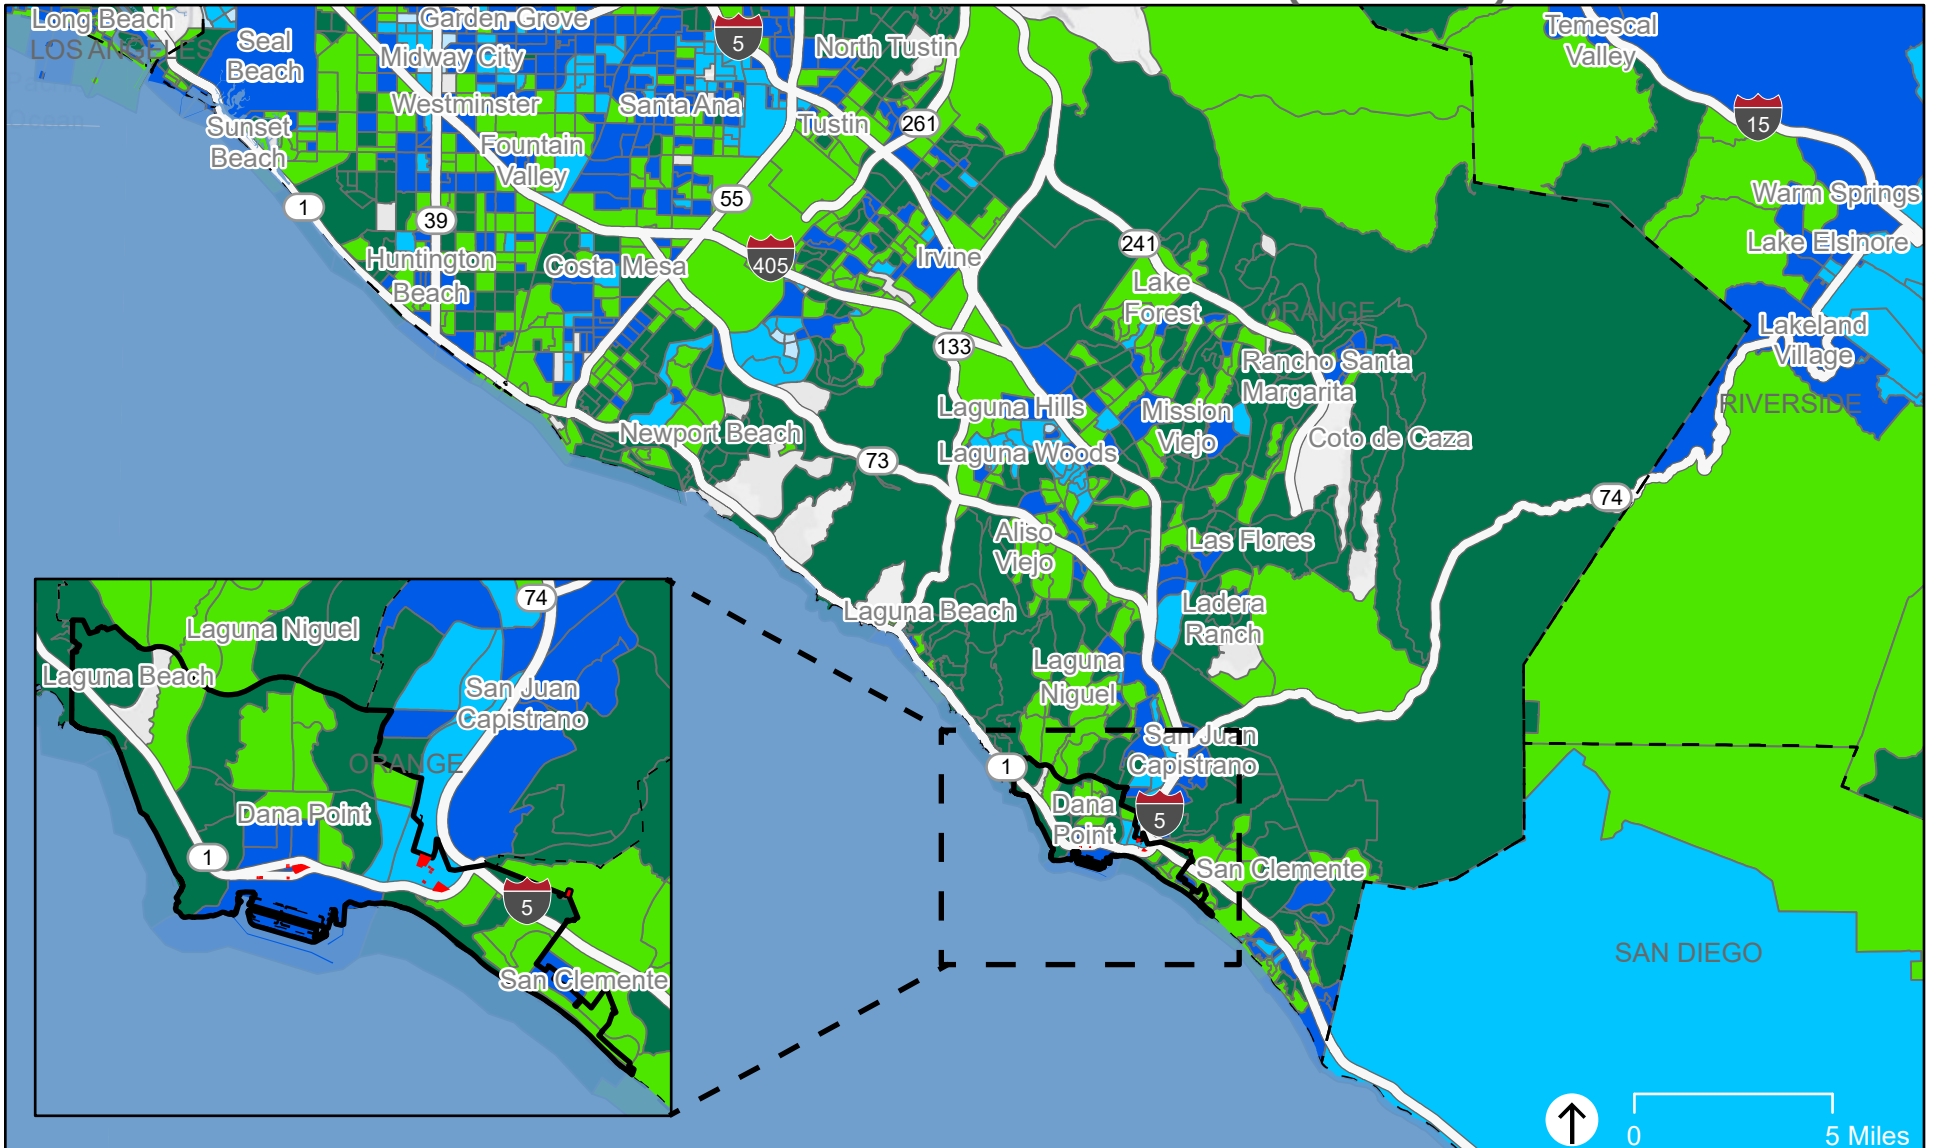 Long Beach
LOS ANGELES
Seal
Beach
Sunset
Beach
Garden Grove
Midway City
Westminster
Fountain
Valley
Santa Ana
5
North Tustin
Tustin
261
55
1
39
Huntington
Beach
Costa Mesa
405
Irvine
241
Lake
Forest
ORANGE
Temescal
Valley
15
Warm Springs
Lake Elsinore
Lakeland
Village
RIVERSIDE
133
Rancho Santa
Margarita
Laguna Hills
Mission
Viejo
Coto de Caza
Newport Beach
Laguna Woods
73
74
Aliso
Viejo
Las Flores
Laguna Beach
Ladera
Ranch
Laguna
Niguel
San Juan
Capistrano
1
Dana
Point
5
San Clemente
SAN DIEGO
74
Laguna Niguel
Laguna Beach
San Juan
Capistrano
ORANGE
Dana Point
1
5
San Clemente
0
5 Miles